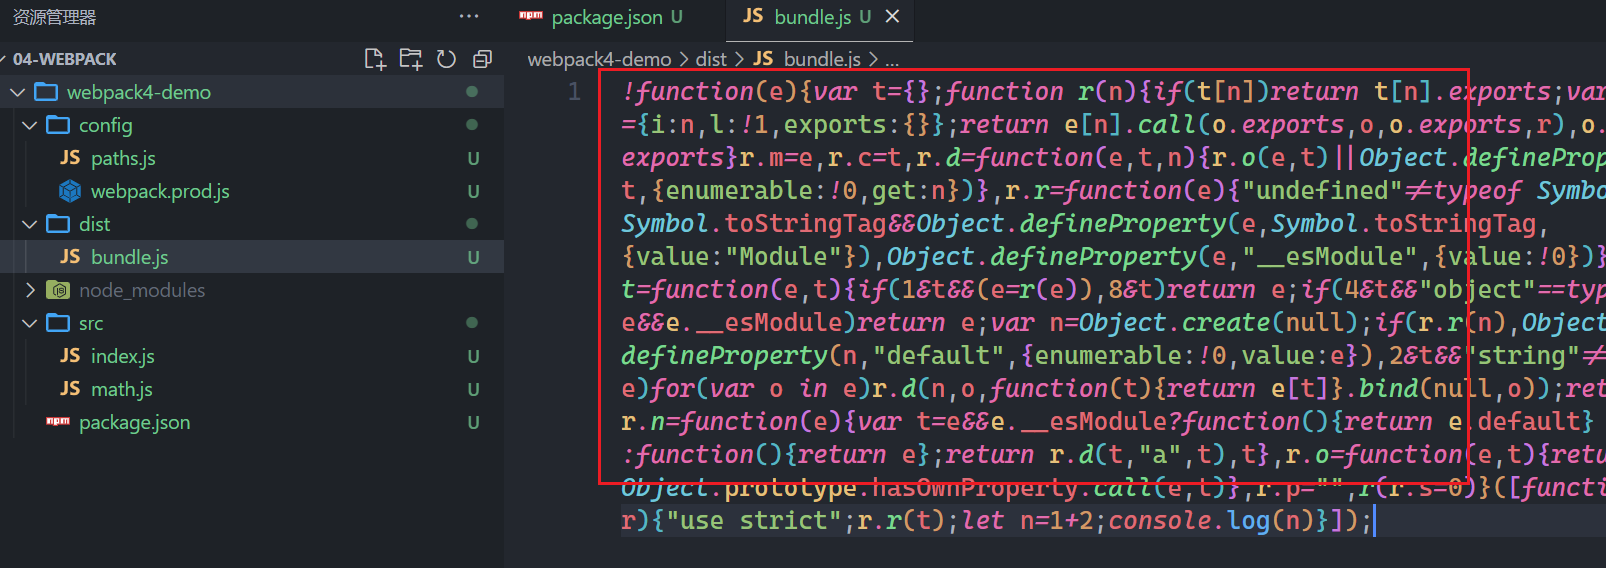 资源管理器 ···
04-WEBPACK
webpack4-demo
config
JS paths.js U
webpack.prod.js U
dist
JS bundle.js U
node_modules
src
JS index.js U
JS math.js U
npm package.json U
npm package.json U JS bundle.js U ×
webpack4-demo > dist > JS bundle.js > ...
1 !function(e){var t={};function r(n){if(t[n])return t[n].exports;var
={i:n,l:!1,exports:{}};return e[n].call(o.exports,o,o.exports,r),o.
exports}r.m=e,r.c=t,r.d=function(e,t,n){r.o(e,t)||Object.defineProp
t,{enumerable:!0,get:n})},r.r=function(e){"undefined"!=typeof Symbo
Symbol.toStringTag&&Object.defineProperty(e,Symbol.toStringTag,
{value:"Module"}),Object.defineProperty(e,"__esModule",{value:!0})}
t=function(e,t){if(1&t&&(e=r(e)),8&t)return e;if(4&t&&"object"==typ
e&&e.__esModule)return e;var n=Object.create(null);if(r.r(n),Objec
defineProperty(n,"default",{enumerable:!0,value:e}),2&t&&"string"!=
e)for(var o in e)r.d(n,o,function(t){return e[t]}.bind(null,o));ret
r.n=function(e){var t=e&&e.__esModule?function(){return e.default}
:function(){return e};return r.d(t,"a",t),t},r.o=function(e,t){retu
Object.prototype.hasOwnProperty.call(e,t)},r.p="",r(r.s=0)}([functi
r){"use strict";r.r(t);let n=1+2;console.log(n)}]);